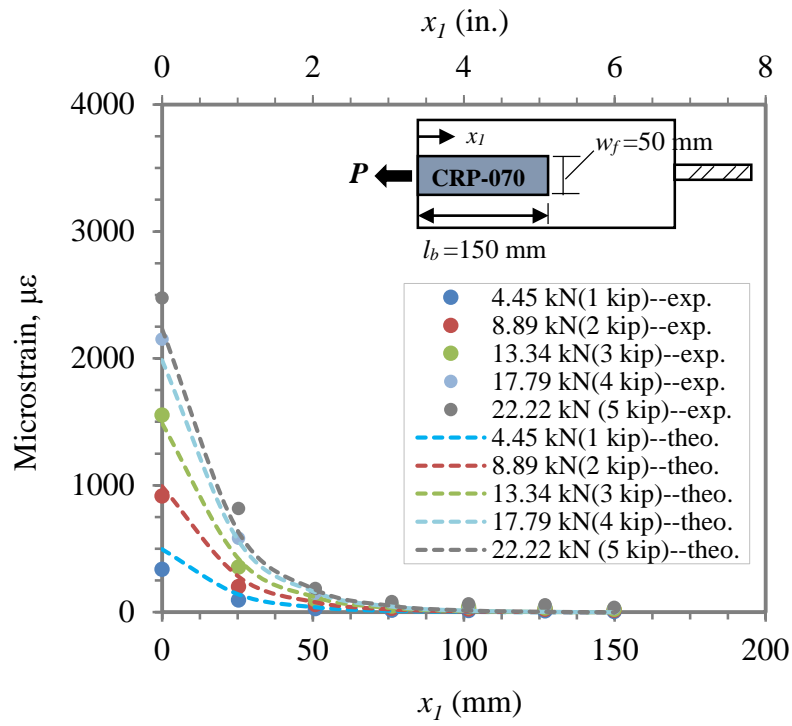 x1 (in.)
0 2 4 6 8
4000
3000
2000
1000
0
Microstrain, με
x1
wf =50 mm
P
CRP-070
lb =150 mm
4.45 kN(1 kip)--exp.
8.89 kN(2 kip)--exp.
13.34 kN(3 kip)--exp.
17.79 kN(4 kip)--exp.
22.22 kN (5 kip)--exp.
4.45 kN(1 kip)--theo.
8.89 kN(2 kip)--theo.
13.34 kN(3 kip)--theo.
17.79 kN(4 kip)--theo.
22.22 kN (5 kip)--theo.
0 50 100 150 200
x1 (mm)